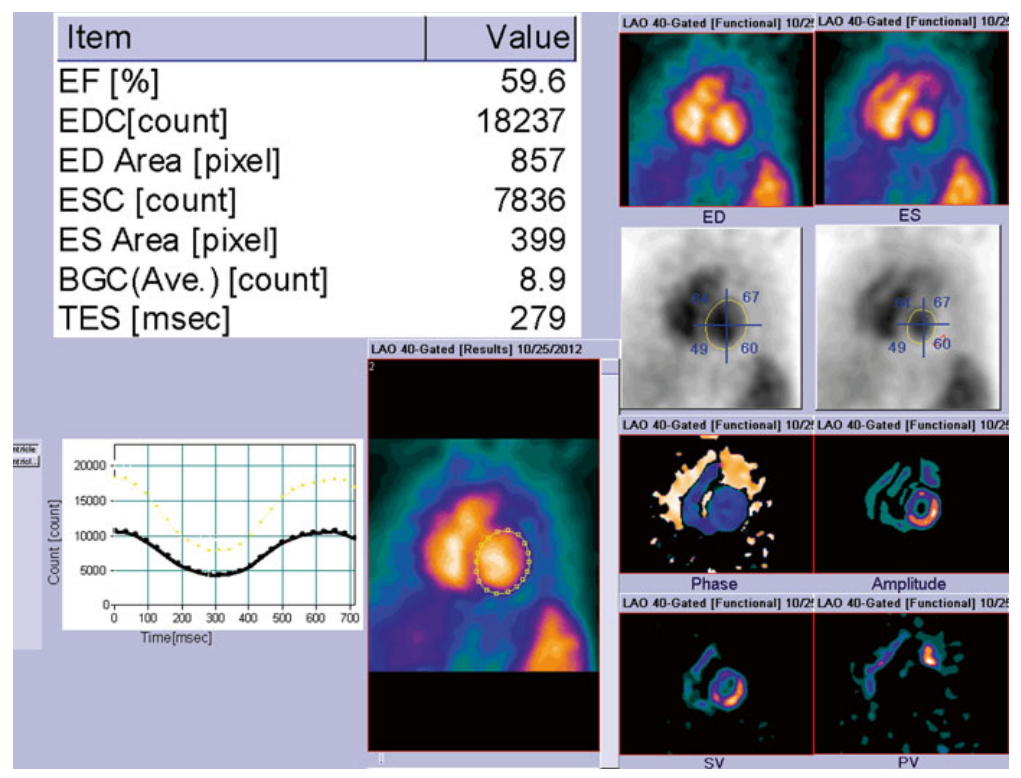 Item Value
EF [%] 59.6
EDC[count] 18237
ED Area [pixel] 857
ESC [count] 7836
ES Area [pixel] 399
BGC(Ave.) [count] 8.9
TES [msec] 279
LAO 40-Gated [Functional] 10/25 LAO 40-Gated [Functional] 10/25
ED ES
67 67
49 60 49 60
LAO 40-Gated [Results] 10/25/2012
2
LAO 40-Gated [Functional] 10/25 LAO 40-Gated [Functional] 10/25
Phase Amplitude
LAO 40-Gated [Functional] 10/25 LAO 40-Gated [Functional] 10/25
SV PV
Count [count]
20000
15000
10000
5000
0
0 100 200 300 400 500 600 700
Time[msec]